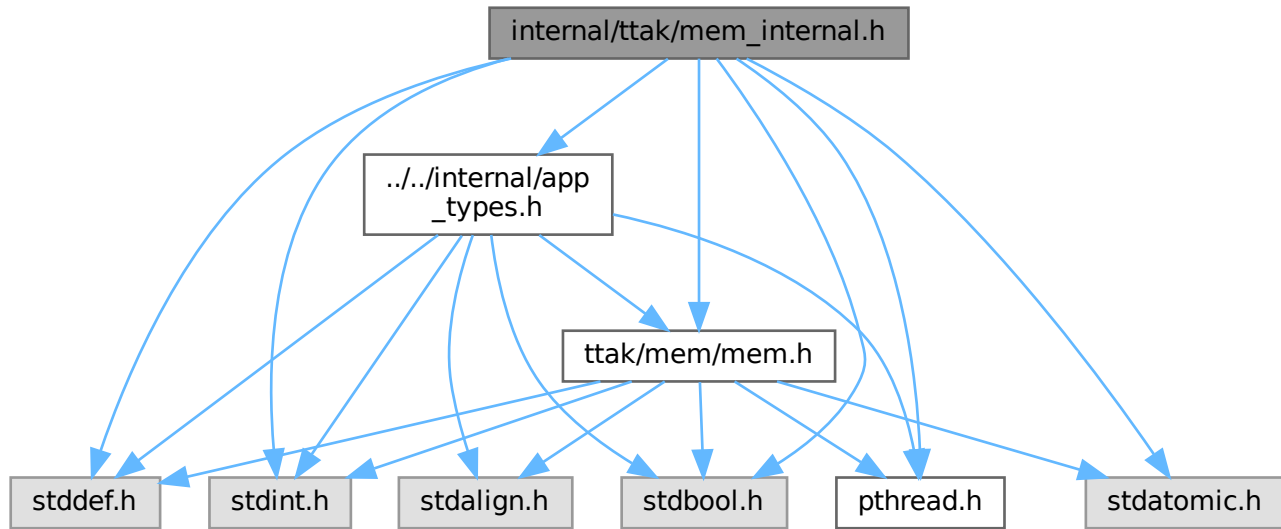 internal/ttak/mem_internal.h
../../internal/app
_types.h
ttak/mem/mem.h
stddef.h
stdint.h
stdalign.h
stdbool.h
pthread.h
stdatomic.h